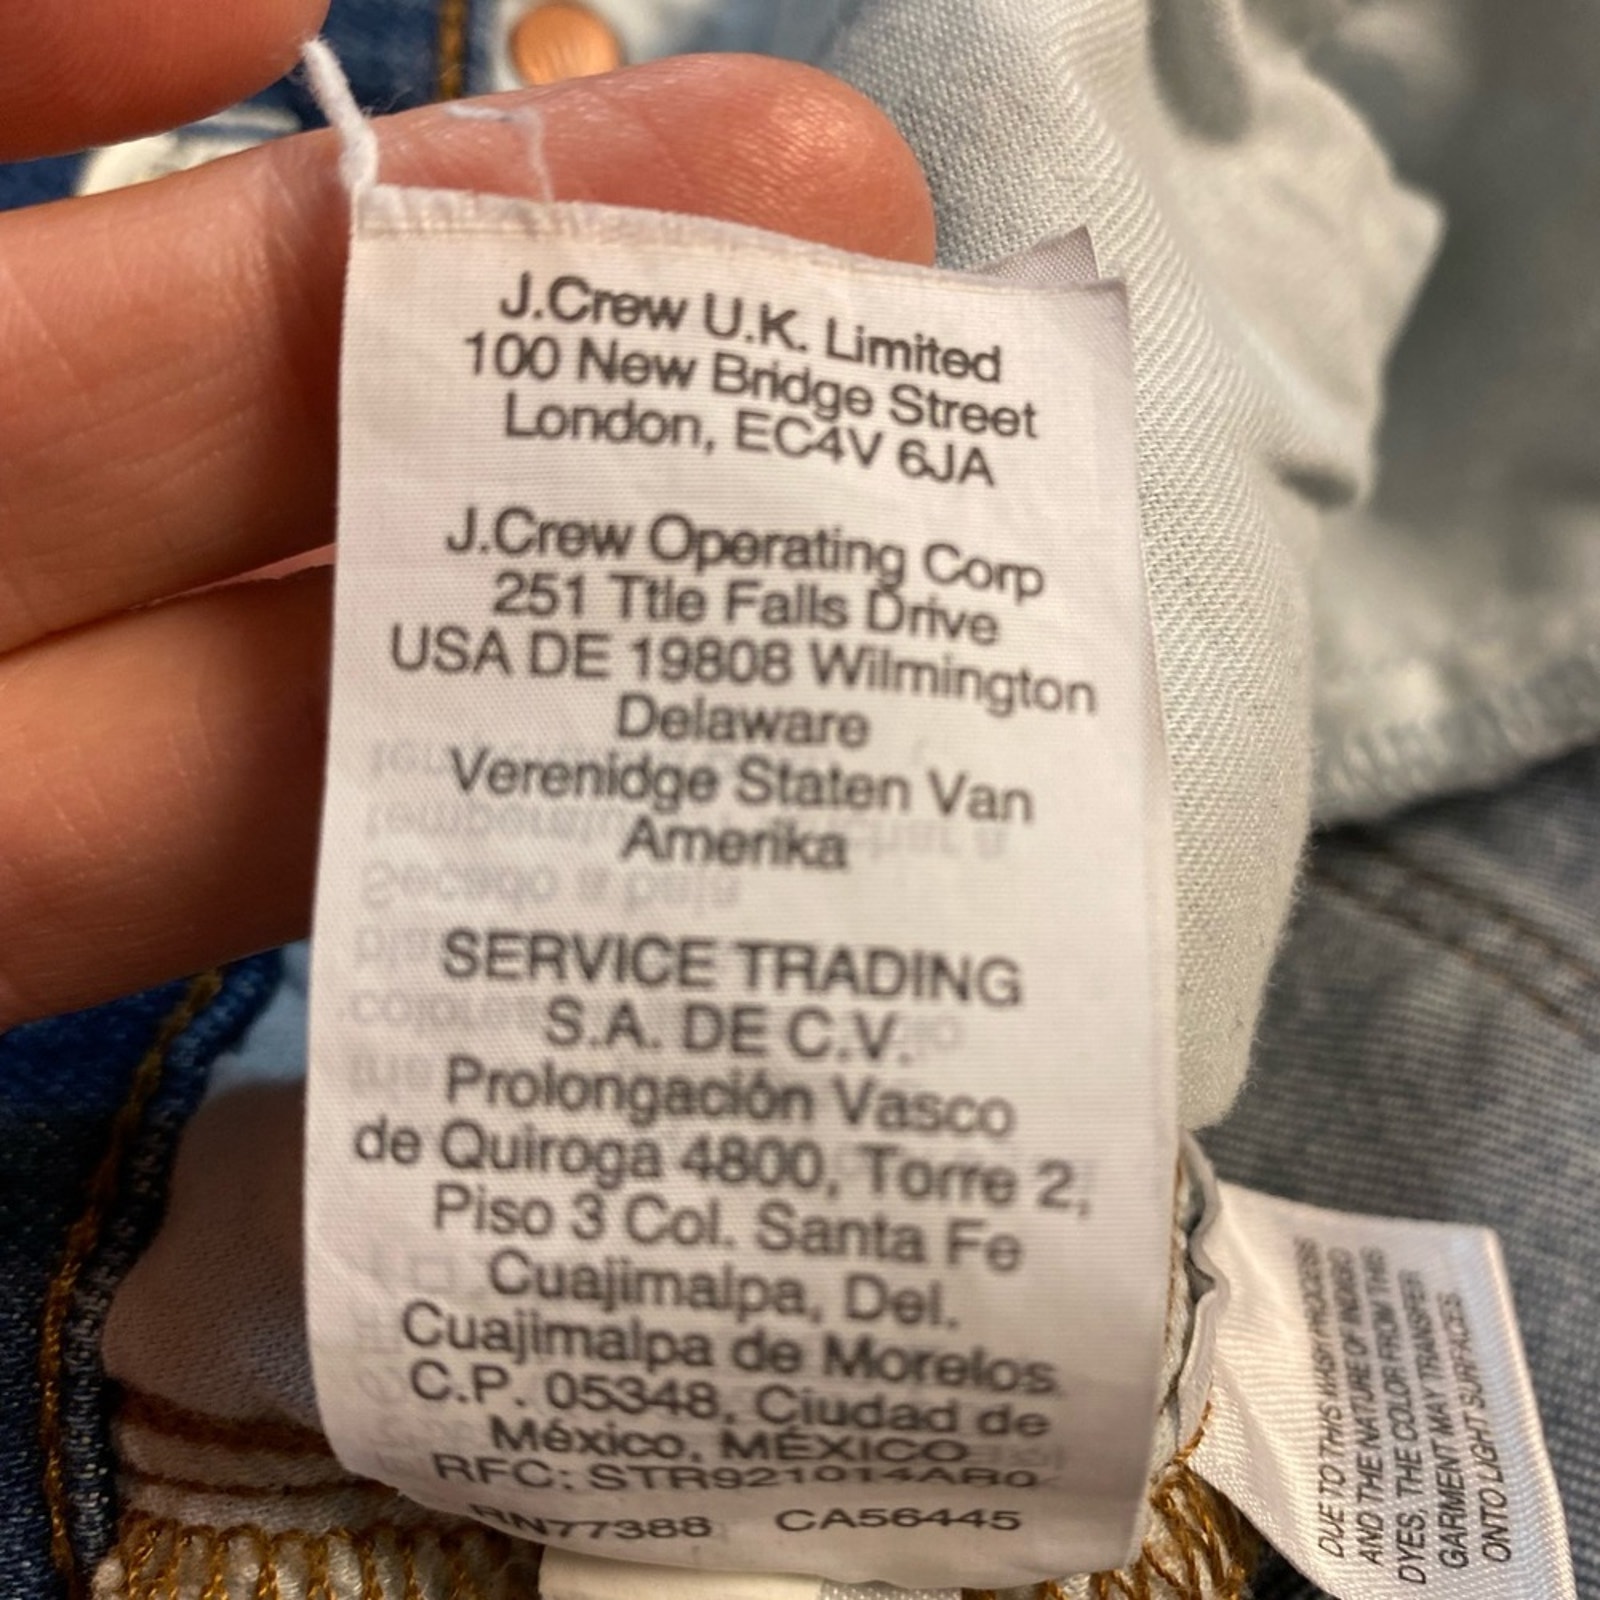 J.Crew U.K. Limited
100 New Bridge Street
London, EC4V 6JA
J.Crew Operating Corp
251 Ttle Falls Drive
USA DE 19808 Wilmington
Delaware
Verenidge Staten Van
Amerika
SERVICE TRADING
S.A. DE C.V.
Prolongación Vasco
de Quiroga 4800, Torre 2,
Piso 3 Col. Santa Fe
Cuajimalpa, Del.
Cuajimalpa de Morelos
C.P. 05348, Ciudad de
México, MÉXICO
RFC: STR921014AR0
RN77388 CA56445
DUE TO THIS WASH PROCESS
AND THE NATURE OF INDIGO
DYES, THE COLOR FROM THIS
GARMENT MAY TRANSFER
ONTO LIGHT SURFACES.